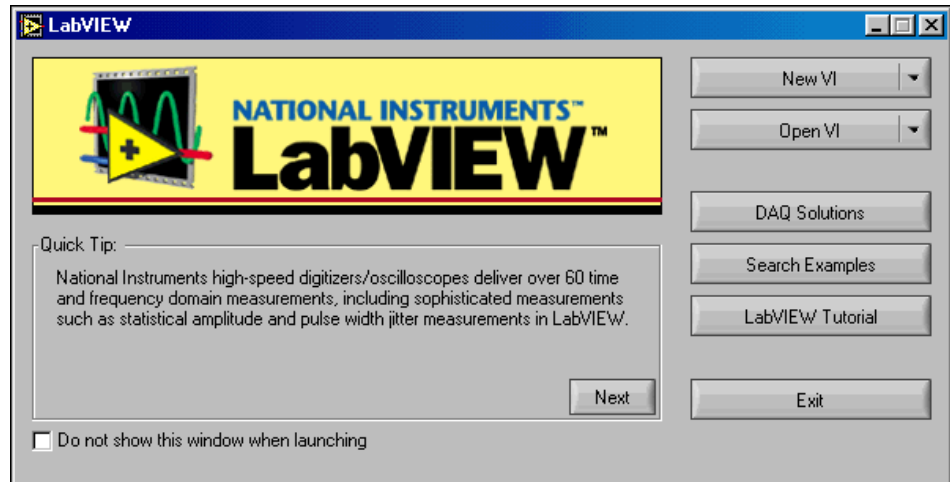 LabVIEW
NATIONAL INSTRUMENTS™
LabVIEW™
New VI
Open VI
DAQ Solutions
Search Examples
LabVIEW Tutorial
Exit
Quick Tip:
National Instruments high-speed digitizers/oscilloscopes deliver over 60 time
and frequency domain measurements, including sophisticated measurements
such as statistical amplitude and pulse width jitter measurements in LabVIEW.
Next
Do not show this window when launching